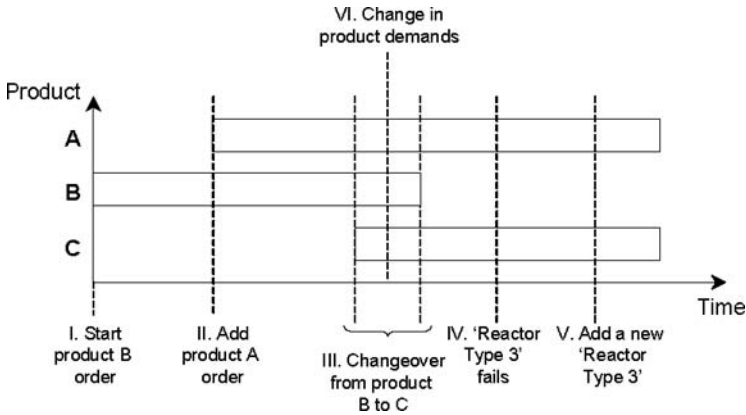 VI. Change in
product demands
Product
A
B
C
Time
I. Start
product B
order
II. Add
product A
order
III. Changeover
from product
B to C
IV. ‘Reactor
Type 3’
fails
V. Add a new
‘Reactor
Type 3’